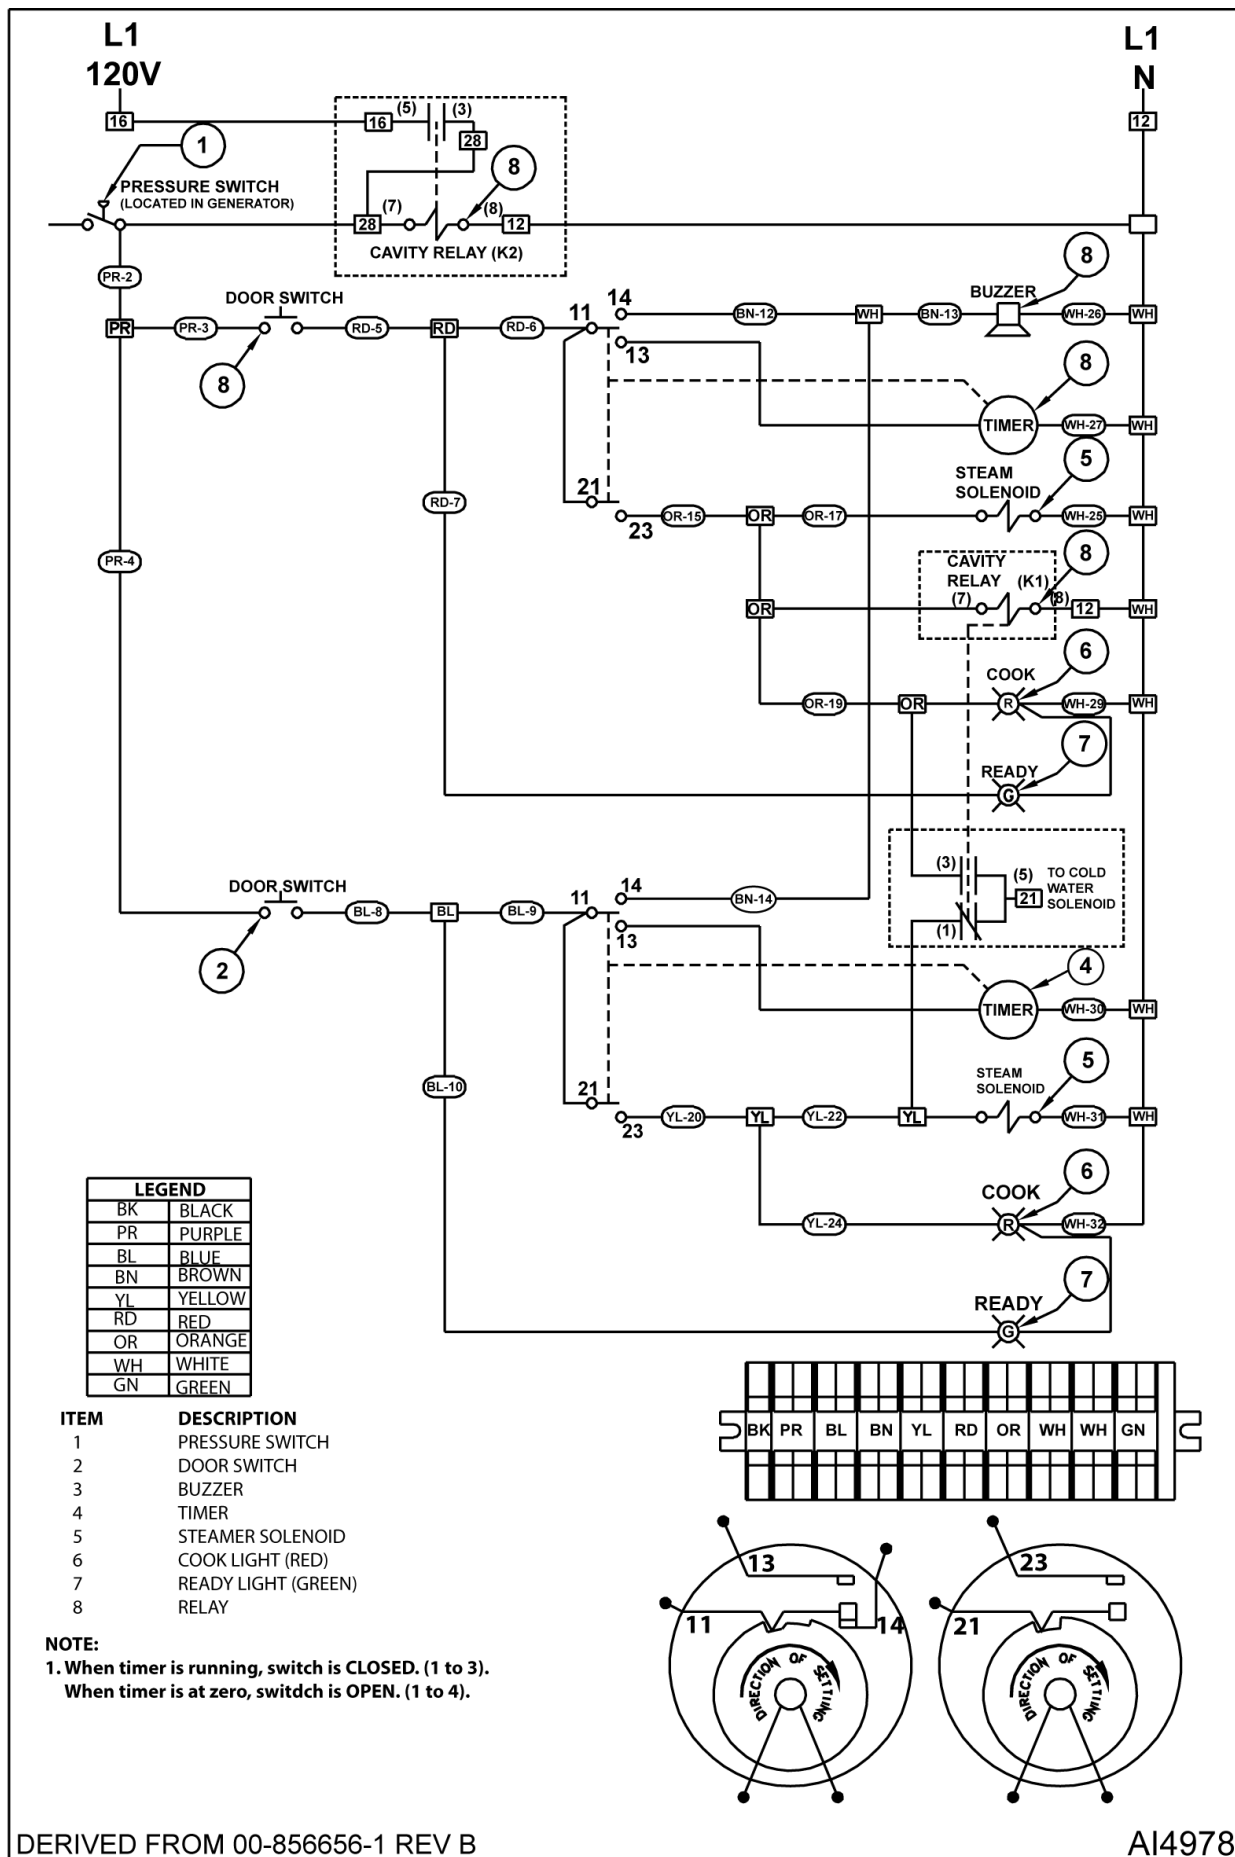 L1
120V
L1
N
16
16
(5)
(3)
28
12
1
8
PRESSURE SWITCH
(LOCATED IN GENERATOR)
28
(7)
(8)
12
CAVITY RELAY (K2)
PR-2
8
DOOR SWITCH
BUZZER
14
BN-12
WH
BN-13
WH-26
WH
PR
PR-3
RD-5
RD
RD-6
11
13
8
8
TIMER
WH-27
WH
5
STEAM
SOLENOID
21
RD-7
23
OR-15
OR
OR-17
WH-25
WH
PR-4
8
CAVITY
RELAY
(K1)
OR
(7)
(8)
12
WH
6
COOK
OR-19
OR
R
WH-29
WH
7
READY
G
(3)
(5)
TO COLD
WATER
SOLENOID
21
(1)
DOOR SWITCH
14
BN-14
BL-8
BL
BL-9
11
13
2
4
TIMER
WH-30
WH
5
STEAM
SOLENOID
BL-10
21
23
YL-20
YL
YL-22
YL
WH-31
WH
6
COOK
YL-24
R
WH-32
7
READY
G
LEGEND
BK BLACK
PR PURPLE
BL BLUE
BN BROWN
YL YELLOW
RD RED
OR ORANGE
WH WHITE
GN GREEN
BK PR BL BN YL RD OR WH WH GN
ITEM DESCRIPTION
1 PRESSURE SWITCH
2 DOOR SWITCH
3 BUZZER
4 TIMER
5 STEAMER SOLENOID
6 COOK LIGHT (RED)
7 READY LIGHT (GREEN)
8 RELAY
NOTE:
1. When timer is running, switch is CLOSED. (1 to 3).
When timer is at zero, switdch is OPEN. (1 to 4).
13
11
14
DIRECTION OF SETTING
23
21
DIRECTION OF SETTING
DERIVED FROM 00-856656-1 REV B
AI4978